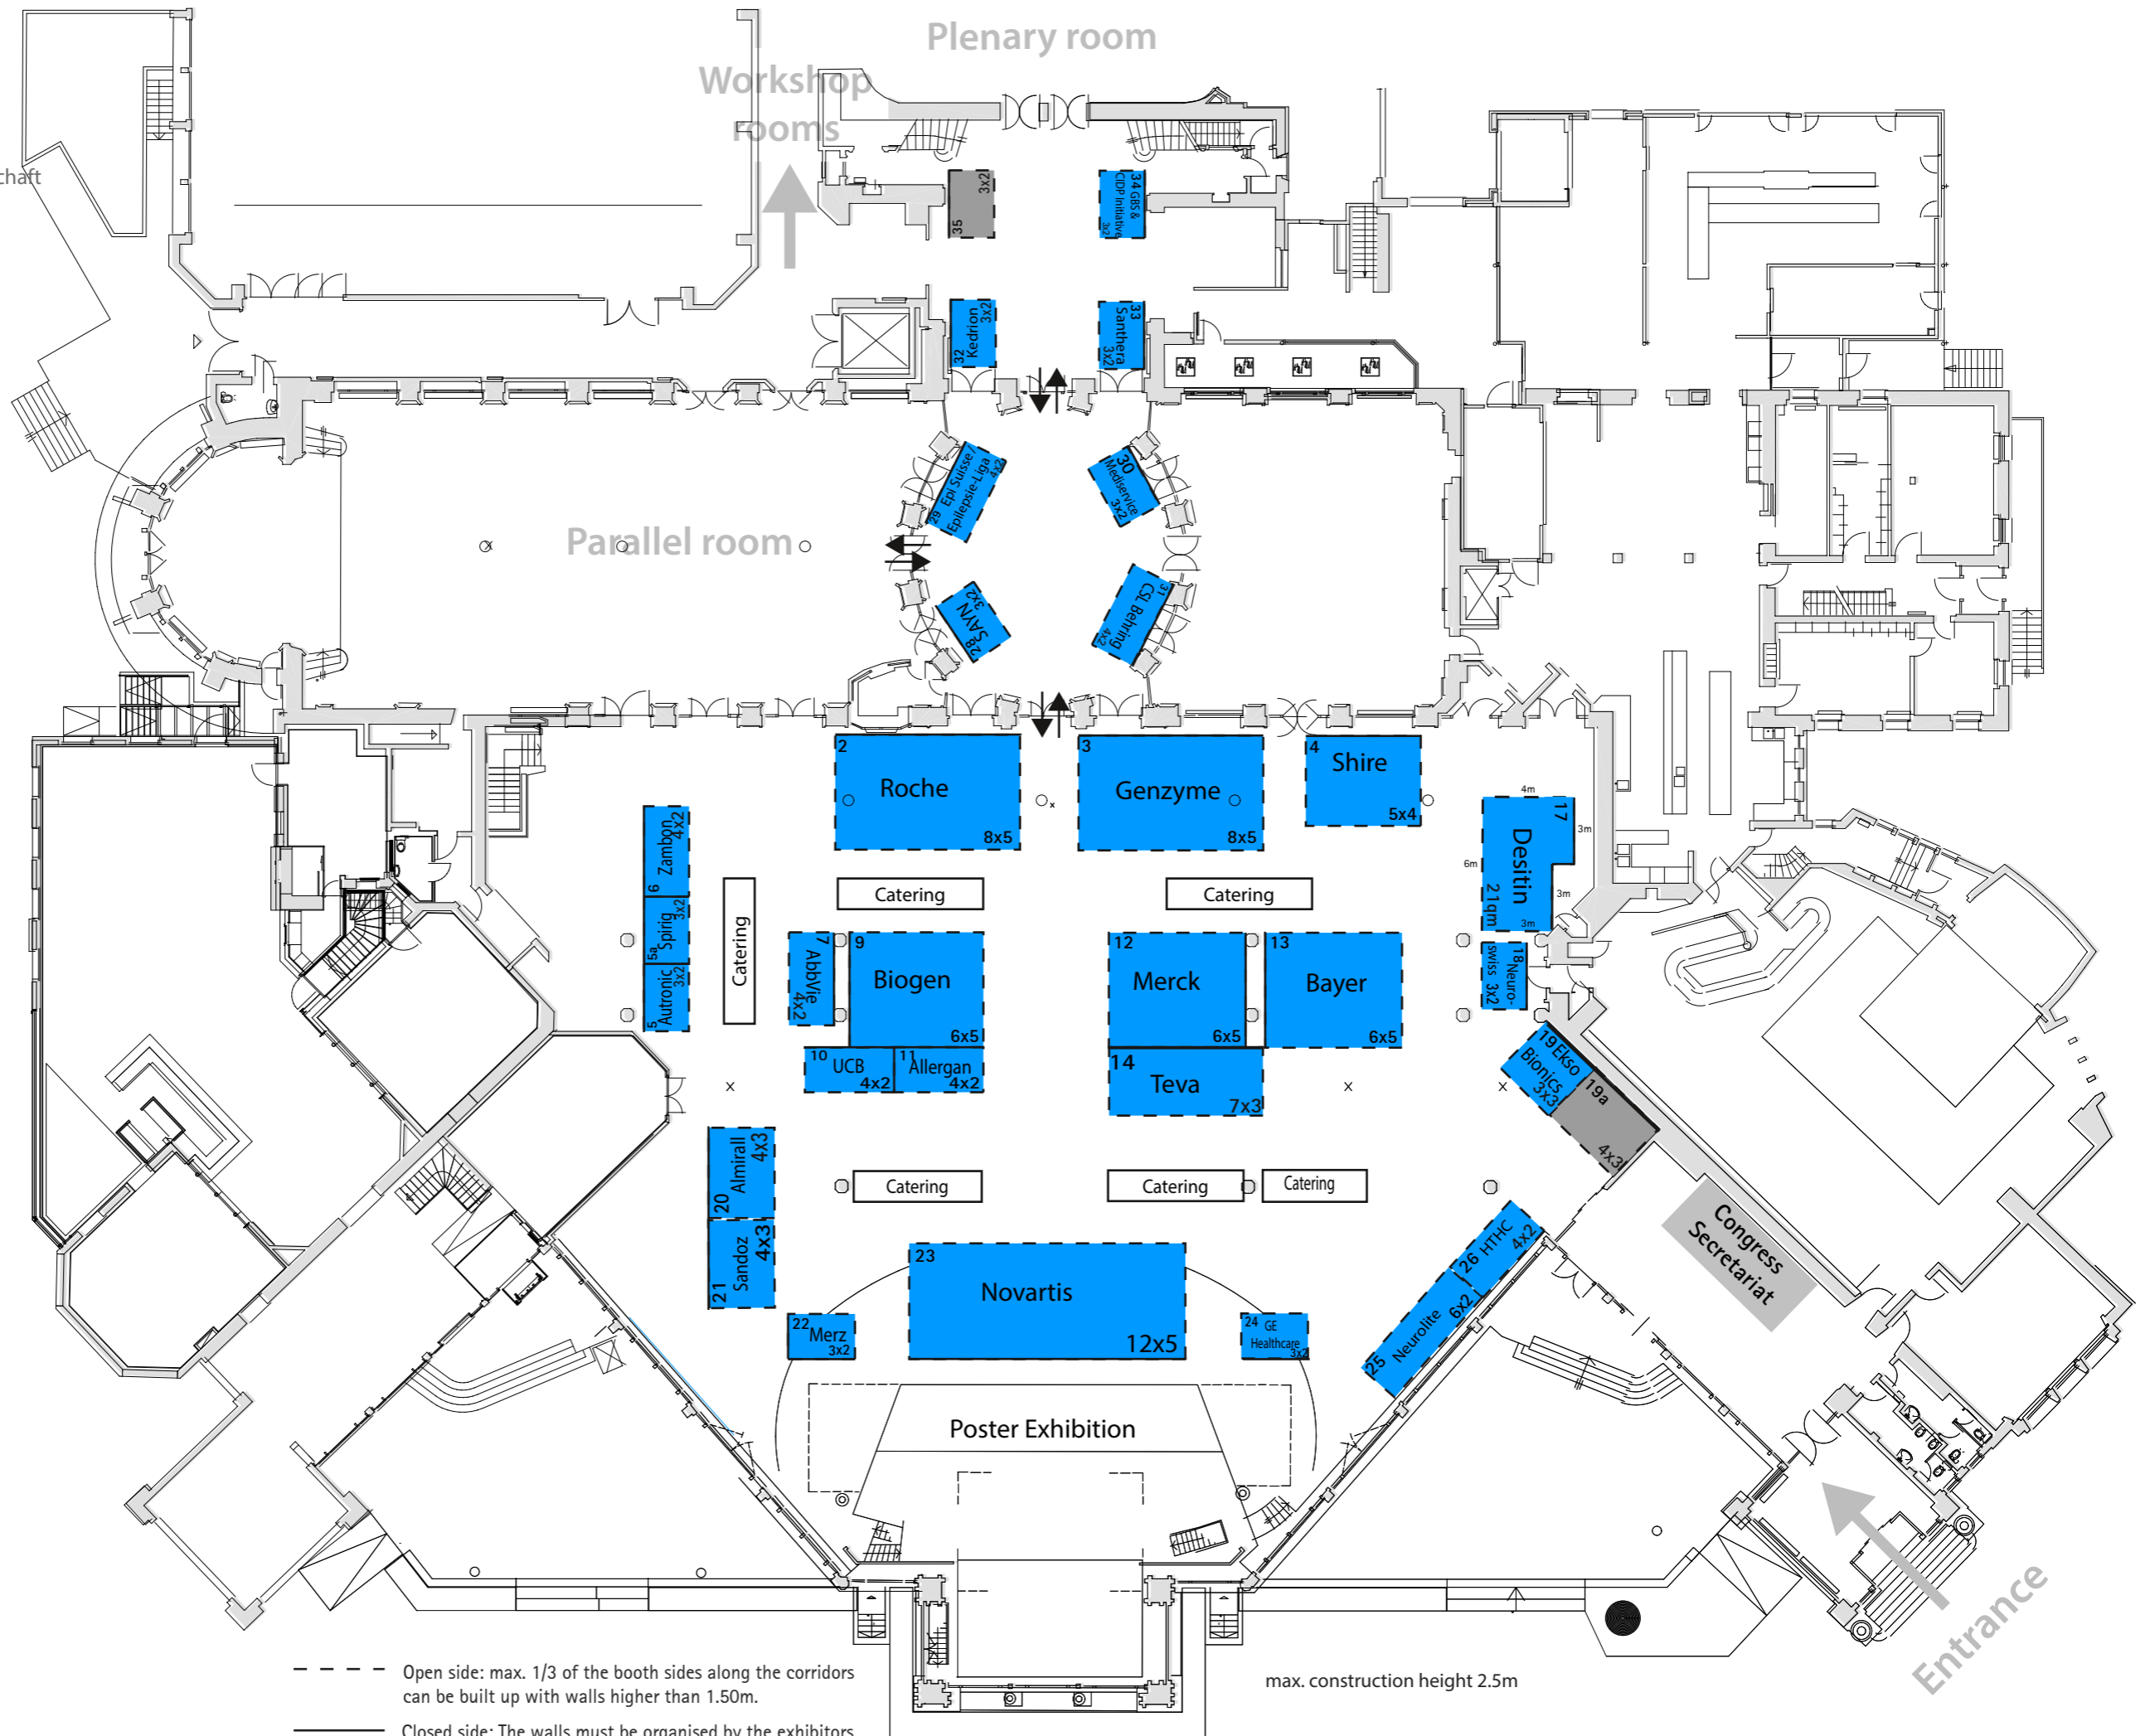 Plenary room
Workshop
rooms
chaft
35
3x2
34 GBS &
CIDP Initiative
3x2
32
Kedrion
3x2
33
Santhera
3x2
29 Epi Suisse /
Epilepsie-Liga
4x2
30
Mediservice
3x2
Parallel room
28
SAYN
3x2
31
CSL Behring
4x2
2
Roche
8x5
3
Genzyme
8x5
4
Shire
5x4
6
Zambon
4x2
5a
Spirig
3x2
5
Autronic
3x2
4m
17
Desitin
21qm
3m
6m
3m
3m
Catering
Catering
Catering
7
AbbVie
4x2
9
Biogen
6x5
12
Merck
6x5
13
Bayer
6x5
18 Neuro-
swiss 3x2
10
UCB
4x2
11
Allergan
4x2
14
Teva
7x3
19 Ekso
Bionics
3x3
19a
4x3
20
Almirall
4x3
21
Sandoz
4x3
Catering
Catering
Catering
Congress
Secretariat
22
Merz
3x2
23
Novartis
12x5
24 GE
Healthcare
3x2
26 HTHC
4x2
25 Neurolite
6x2
Poster Exhibition
Entrance
Open side: max. 1/3 of the booth sides along the corridors
can be built up with walls higher than 1.50m.
max. construction height 2.5m
Closed side: The walls must be organised by the exhibitors